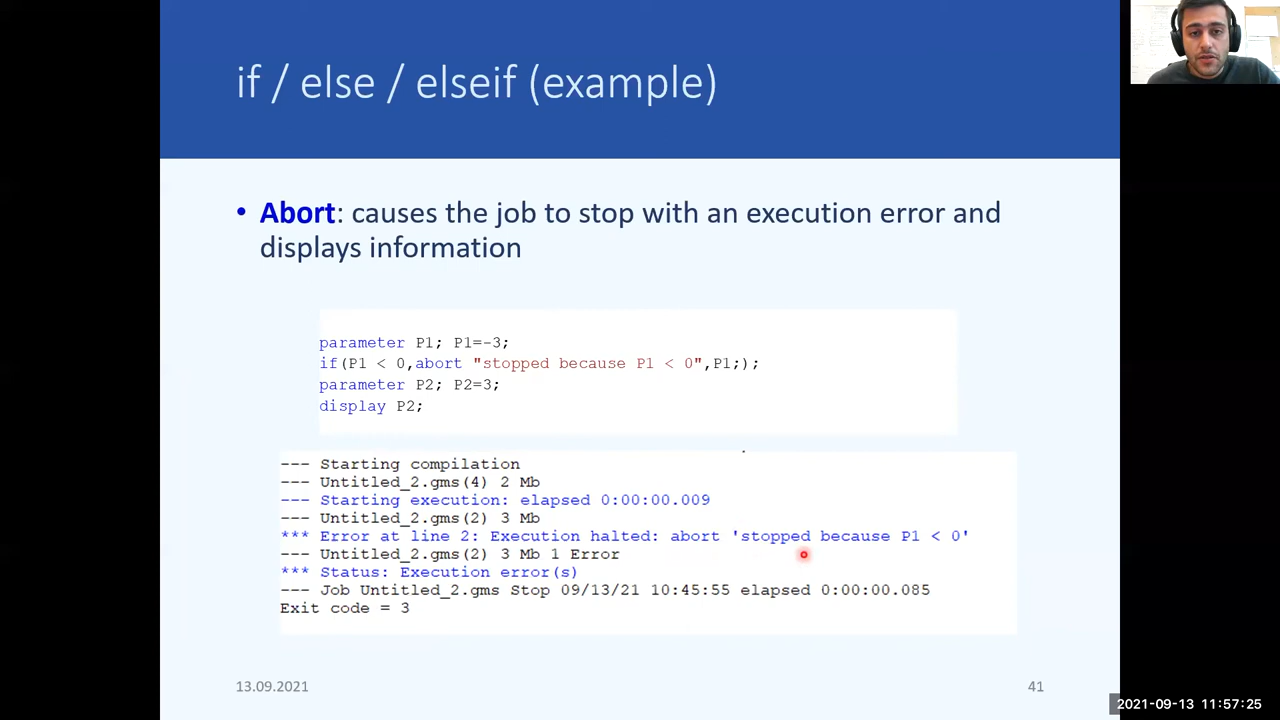 if / else / elseif (example)
• Abort: causes the job to stop with an execution error and
displays information
parameter P1; P1=-3;
if(P1 < 0,abort "stopped because P1 < 0",P1;);
parameter P2; P2=3;
display P2;
--- Starting compilation
--- Untitled_2.gms(4) 2 Mb
--- Starting execution: elapsed 0:00:00.009
--- Untitled_2.gms(2) 3 Mb
*** Error at line 2: Execution halted: abort 'stopped because P1 < 0'
--- Untitled_2.gms(2) 3 Mb 1 Error
*** Status: Execution error(s)
--- Job Untitled_2.gms Stop 09/13/21 10:45:55 elapsed 0:00:00.085
Exit code = 3
13.09.2021
41
2021-09-13 11:57:25